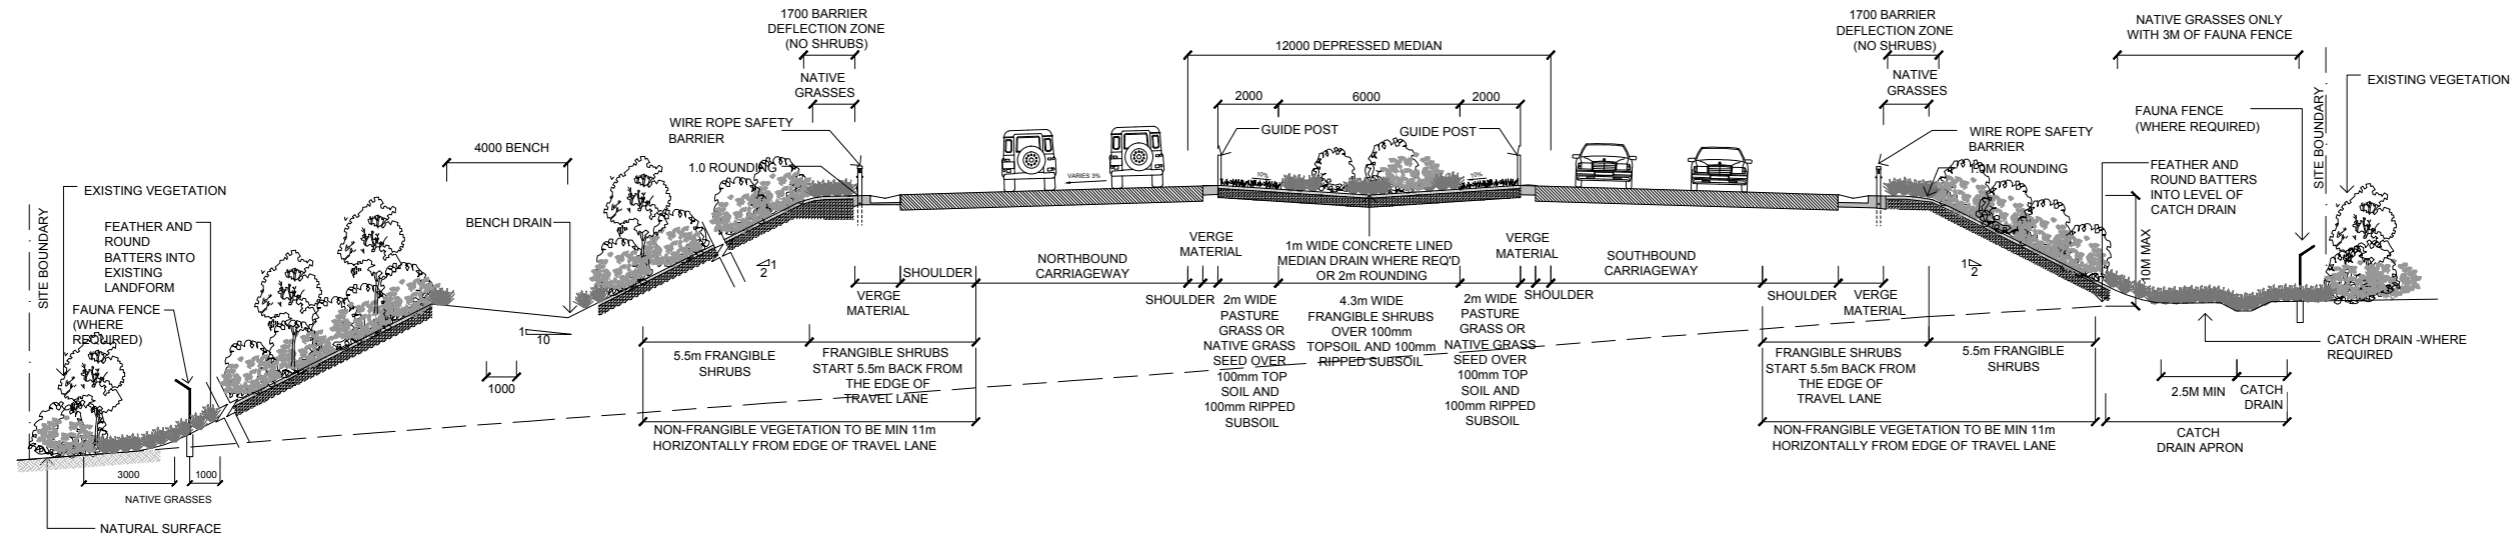 1700 BARRIER
DEFLECTION ZONE
(NO SHRUBS)
NATIVE
GRASSES
WIRE ROPE SAFETY
BARRIER
1.0 ROUNDING
4000 BENCH
BENCH DRAIN
EXISTING VEGETATION
SITE BOUNDARY
FEATHER AND
ROUND
BATTERS INTO
EXISTING
LANDFORM
FAUNA FENCE
(WHERE
REQUIRED)
3000
1000
NATIVE GRASSES
NATURAL SURFACE
1
10
1000
1
2
VARIES 3%
12000 DEPRESSED MEDIAN
2000
6000
2000
GUIDE POST
GUIDE POST
10%
10%
VERGE
MATERIAL
SHOULDER
NORTHBOUND
CARRIAGEWAY
SHOULDER
VERGE
MATERIAL
1m WIDE CONCRETE LINED
MEDIAN DRAIN WHERE REQ'D
OR 2m ROUNDING
VERGE
MATERIAL
SHOULDER
SOUTHBOUND
CARRIAGEWAY
SHOULDER
VERGE
MATERIAL
5.5m FRANGIBLE
SHRUBS
FRANGIBLE SHRUBS
START 5.5m BACK FROM
THE EDGE OF
TRAVEL LANE
NON-FRANGIBLE VEGETATION TO BE MIN 11m
HORIZONTALLY FROM EDGE OF TRAVEL LANE
2m WIDE
PASTURE
GRASS OR
NATIVE GRASS
SEED OVER
100mm TOP
SOIL AND
100mm RIPPED
SUBSOIL
4.3m WIDE
FRANGIBLE SHRUBS
OVER 100mm
TOPSOIL AND 100mm
RIPPED SUBSOIL
2m WIDE
PASTURE
GRASS OR
NATIVE GRASS
SEED OVER
100mm TOP
SOIL AND
100mm RIPPED
SUBSOIL
FRANGIBLE SHRUBS
START 5.5m BACK FROM
THE EDGE OF
TRAVEL LANE
5.5m FRANGIBLE
SHRUBS
NON-FRANGIBLE VEGETATION TO BE MIN 11m
HORIZONTALLY FROM EDGE OF TRAVEL LANE
1700 BARRIER
DEFLECTION ZONE
(NO SHRUBS)
NATIVE
GRASSES
WIRE ROPE SAFETY
BARRIER
1.0M ROUNDING
1
2
NATIVE GRASSES ONLY
WITH 3M OF FAUNA FENCE
FAUNA FENCE
(WHERE REQUIRED)
FEATHER AND
ROUND BATTERS
INTO LEVEL OF
CATCH DRAIN
10M MAX
SITE BOUNDARY
EXISTING VEGETATION
CATCH DRAIN -WHERE
REQUIRED
2.5M MIN
CATCH
DRAIN
CATCH
DRAIN APRON